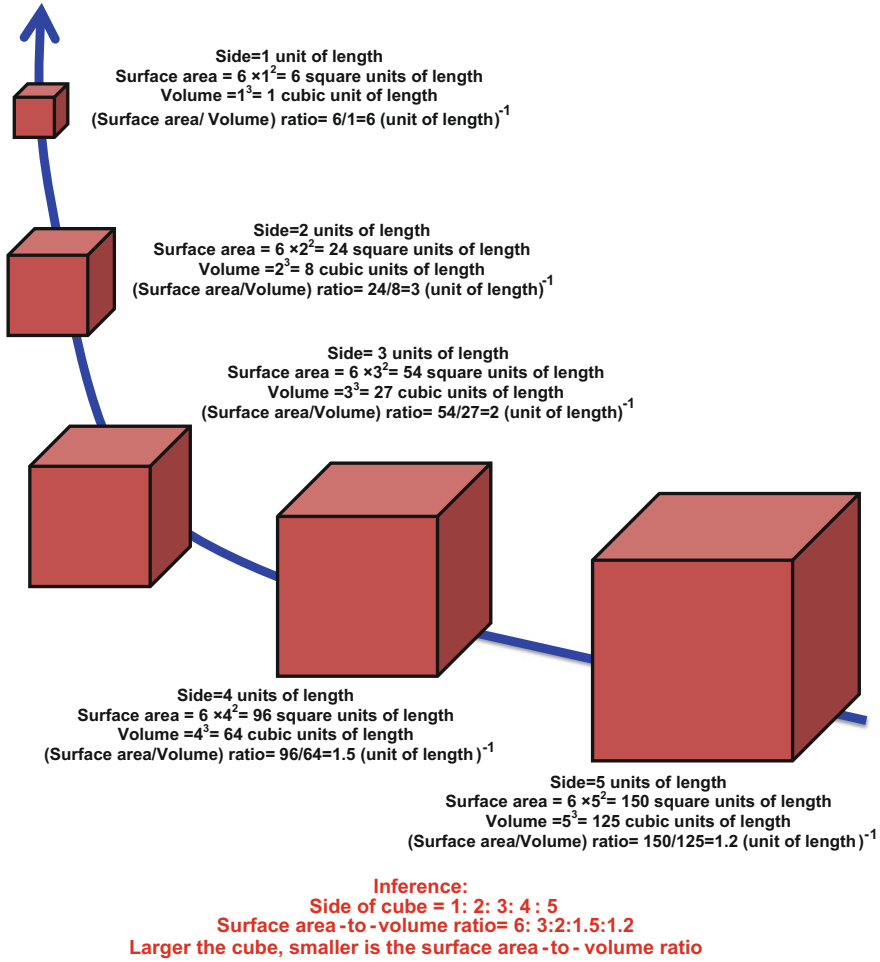 Side=1 unit of length
Surface area = 6 ×1²= 6 square units of length
Volume =1³= 1 cubic unit of length
(Surface area/ Volume) ratio= 6/1=6 (unit of length)⁻¹
Side=2 units of length
Surface area = 6 ×2²= 24 square units of length
Volume =2³= 8 cubic units of length
(Surface area/Volume) ratio= 24/8=3 (unit of length)⁻¹
Side= 3 units of length
Surface area = 6 ×3²= 54 square units of length
Volume =3³= 27 cubic units of length
(Surface area/Volume) ratio= 54/27=2 (unit of length)⁻¹
Side=4 units of length
Surface area = 6 ×4²= 96 square units of length
Volume =4³= 64 cubic units of length
(Surface area/Volume) ratio= 96/64=1.5 (unit of length )⁻¹
Side=5 units of length
Surface area = 6 ×5²= 150 square units of length
Volume =5³= 125 cubic units of length
(Surface area/Volume) ratio= 150/125=1.2 (unit of length )⁻¹
Inference:
Side of cube = 1: 2: 3: 4 : 5
Surface area-to-volume ratio= 6: 3:2:1.5:1.2
Larger the cube, smaller is the surface area-to- volume ratio